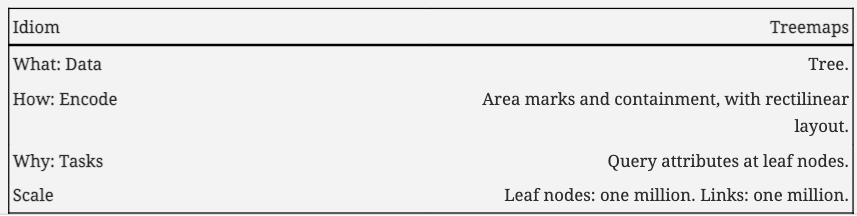 Idiom Treemaps
What: Data Tree.
How: Encode Area marks and containment, with rectilinear
layout.
Why: Tasks Query attributes at leaf nodes.
Scale Leaf nodes: one million. Links: one million.